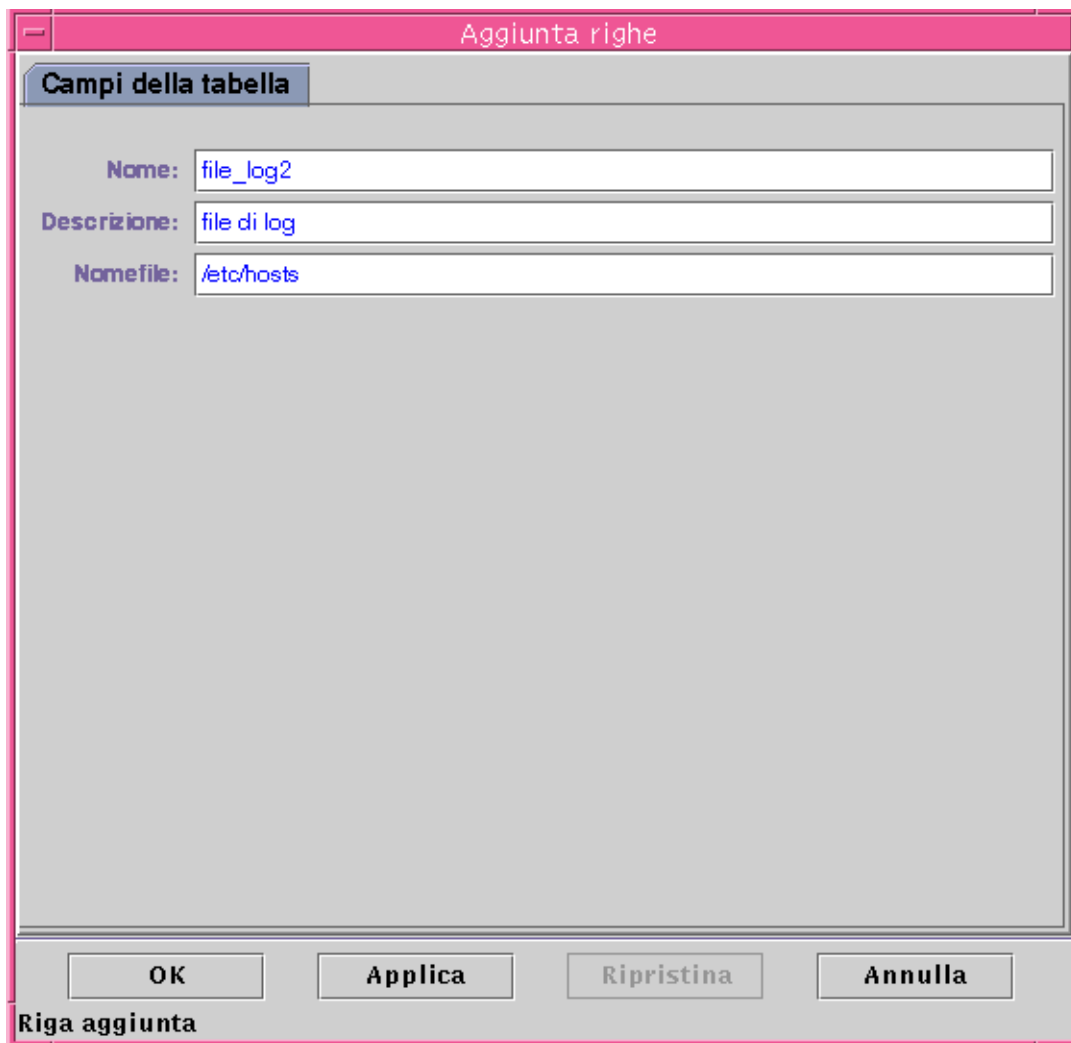 Aggiunta righe
Campi della tabella
Nome: file_log2
Descrizione: file di log
Nomefile: /etc/hosts
OK Applica Ripristina Annulla
Riga aggiunta